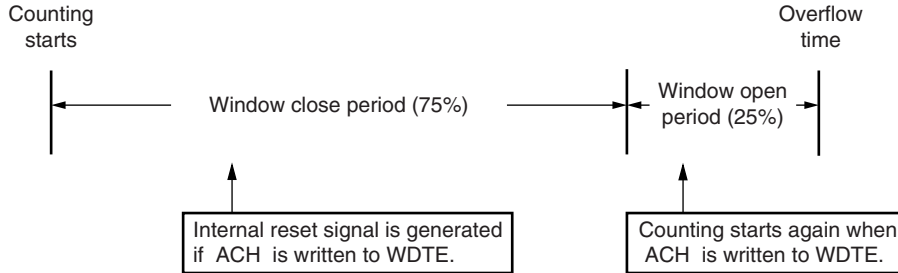 Counting
starts
Overflow
time
Window close period (75%)
Window open
period (25%)
Internal reset signal is generated
if ACH is written to WDTE.
Counting starts again when
ACH is written to WDTE.